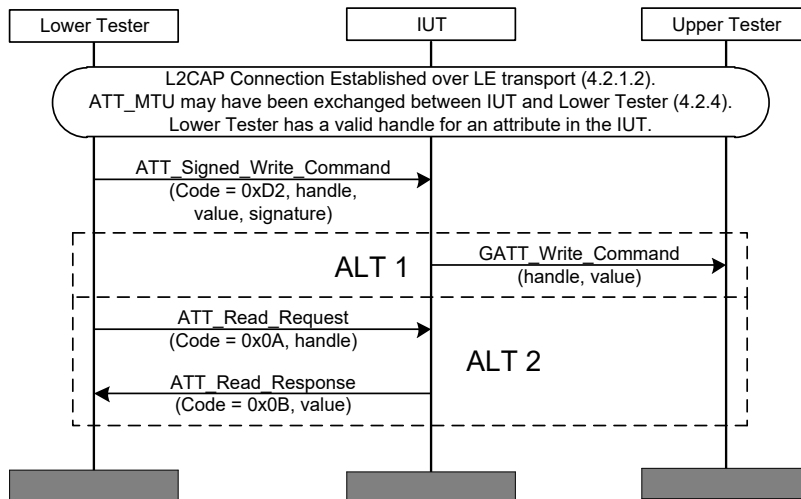 Lower Tester
IUT
Upper Tester
L2CAP Connection Established over LE transport (4.2.1.2).
ATT_MTU may have been exchanged between IUT and Lower Tester (4.2.4).
Lower Tester has a valid handle for an attribute in the IUT.
ATT_Signed_Write_Command
(Code = 0xD2, handle,
value, signature)
ALT 1
GATT_Write_Command
(handle, value)
ATT_Read_Request
(Code = 0x0A, handle)
ALT 2
ATT_Read_Response
(Code = 0x0B, value)